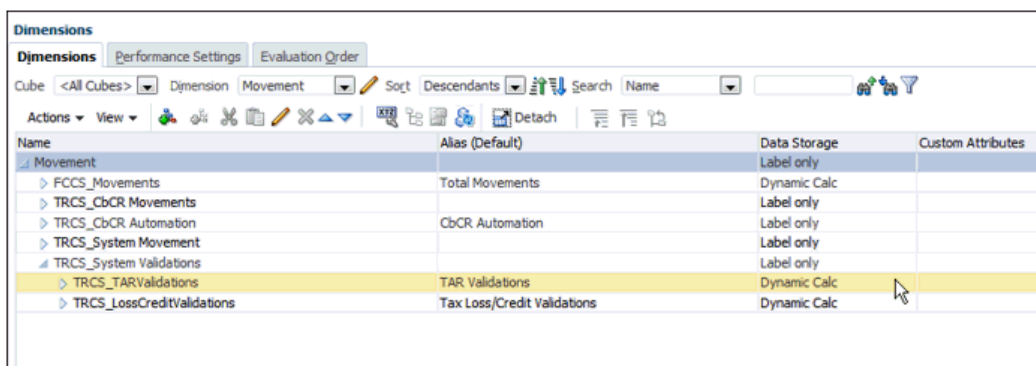 Dimensions
Dimensions Performance Settings Evaluation Order
Cube <All Cubes> Dimension Movement Sort Descendants Search Name
Actions View Detach
Name Alias (Default) Data Storage Custom Attributes
Movement Label only
FCCS_Movements Total Movements Dynamic Calc
TRCS_CbCR Movements Label only
TRCS_CbCR Automation CbCR Automation Label only
TRCS_System Movement Label only
TRCS_System Validations Label only
TRCS_TARValidations TAR Validations Dynamic Calc
TRCS_LossCreditValidations Tax Loss/Credit Validations Dynamic Calc